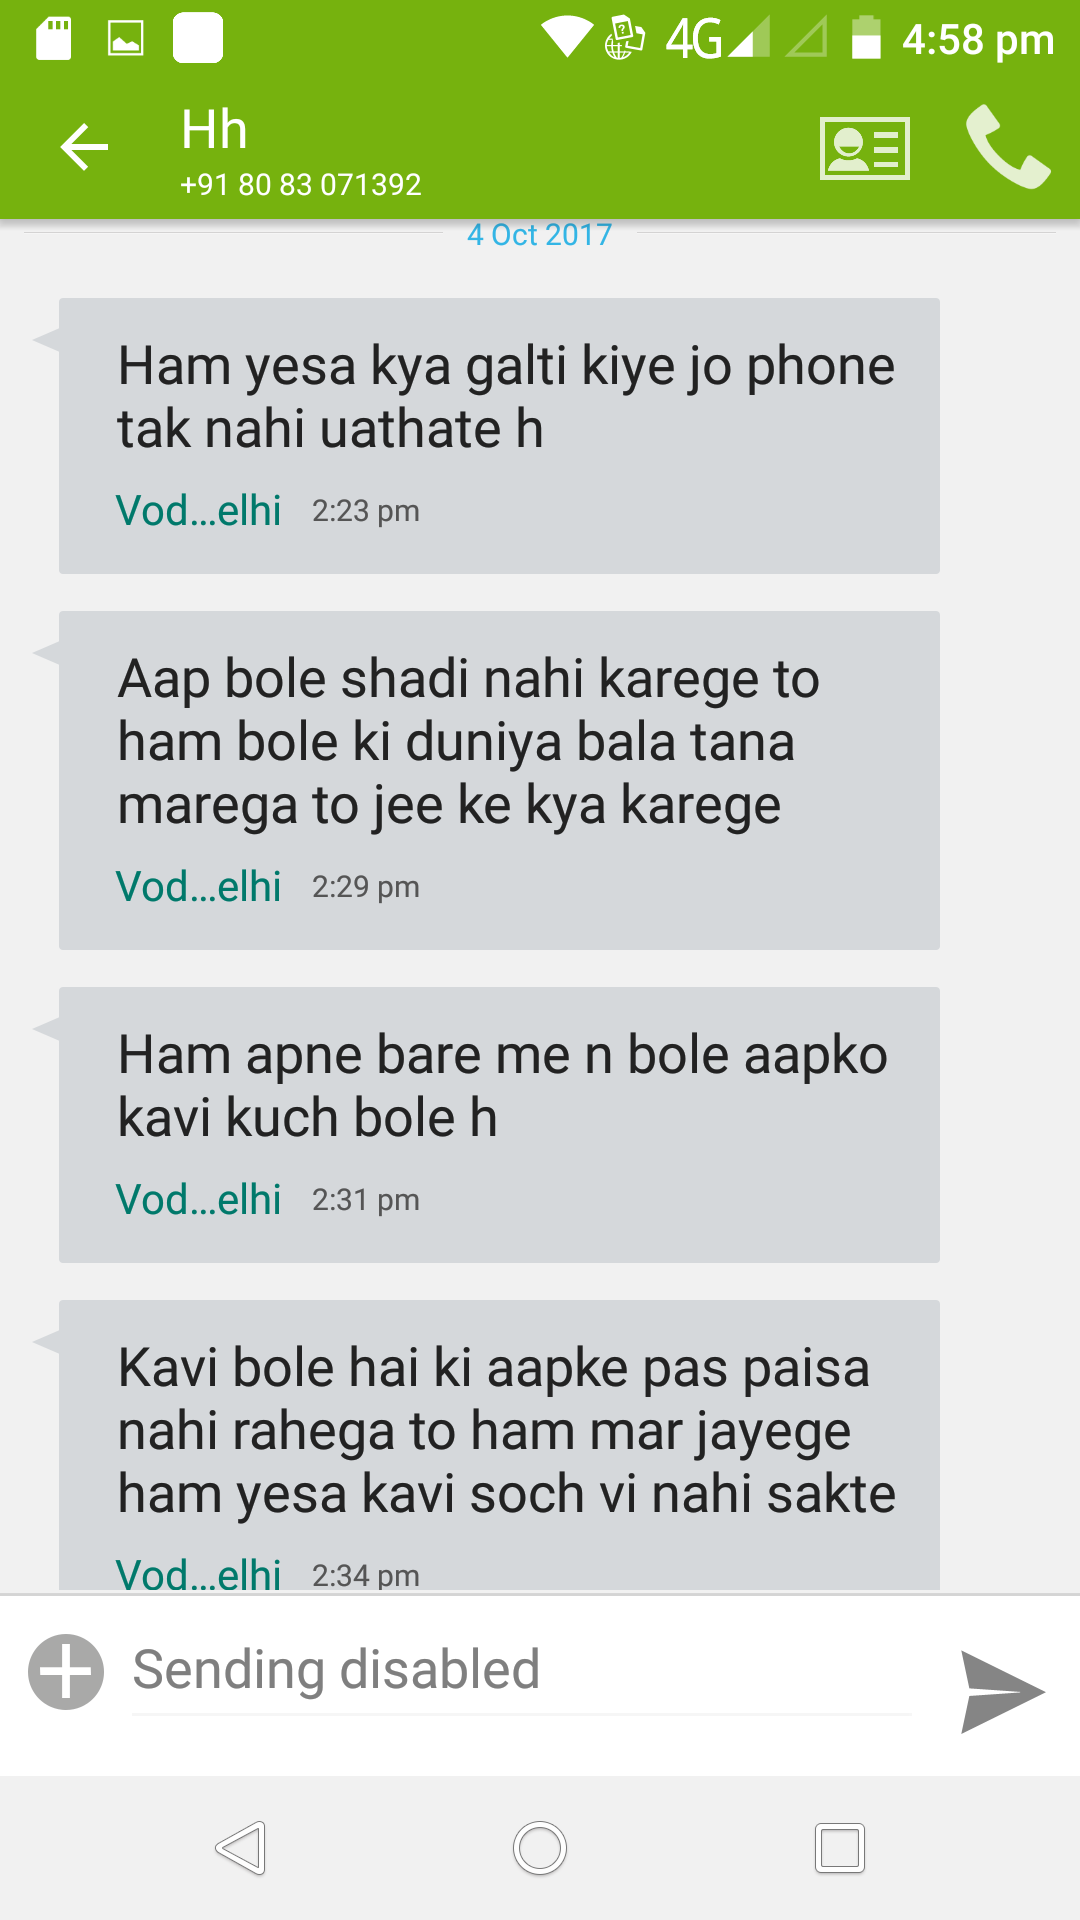 4G 4:58 pm
Hh
+91 80 83 071392
4 Oct 2017
Ham yesa kya galti kiye jo phone
tak nahi uathate h
Vod...elhi 2:23 pm
Aap bole shadi nahi karege to
ham bole ki duniya bala tana
marega to jee ke kya karege
Vod...elhi 2:29 pm
Ham apne bare me n bole aapko
kavi kuch bole h
Vod...elhi 2:31 pm
Kavi bole hai ki aapke pas paisa
nahi rahega to ham mar jayege
ham yesa kavi soch vi nahi sakte
Vod...elhi 2:34 pm
Sending disabled